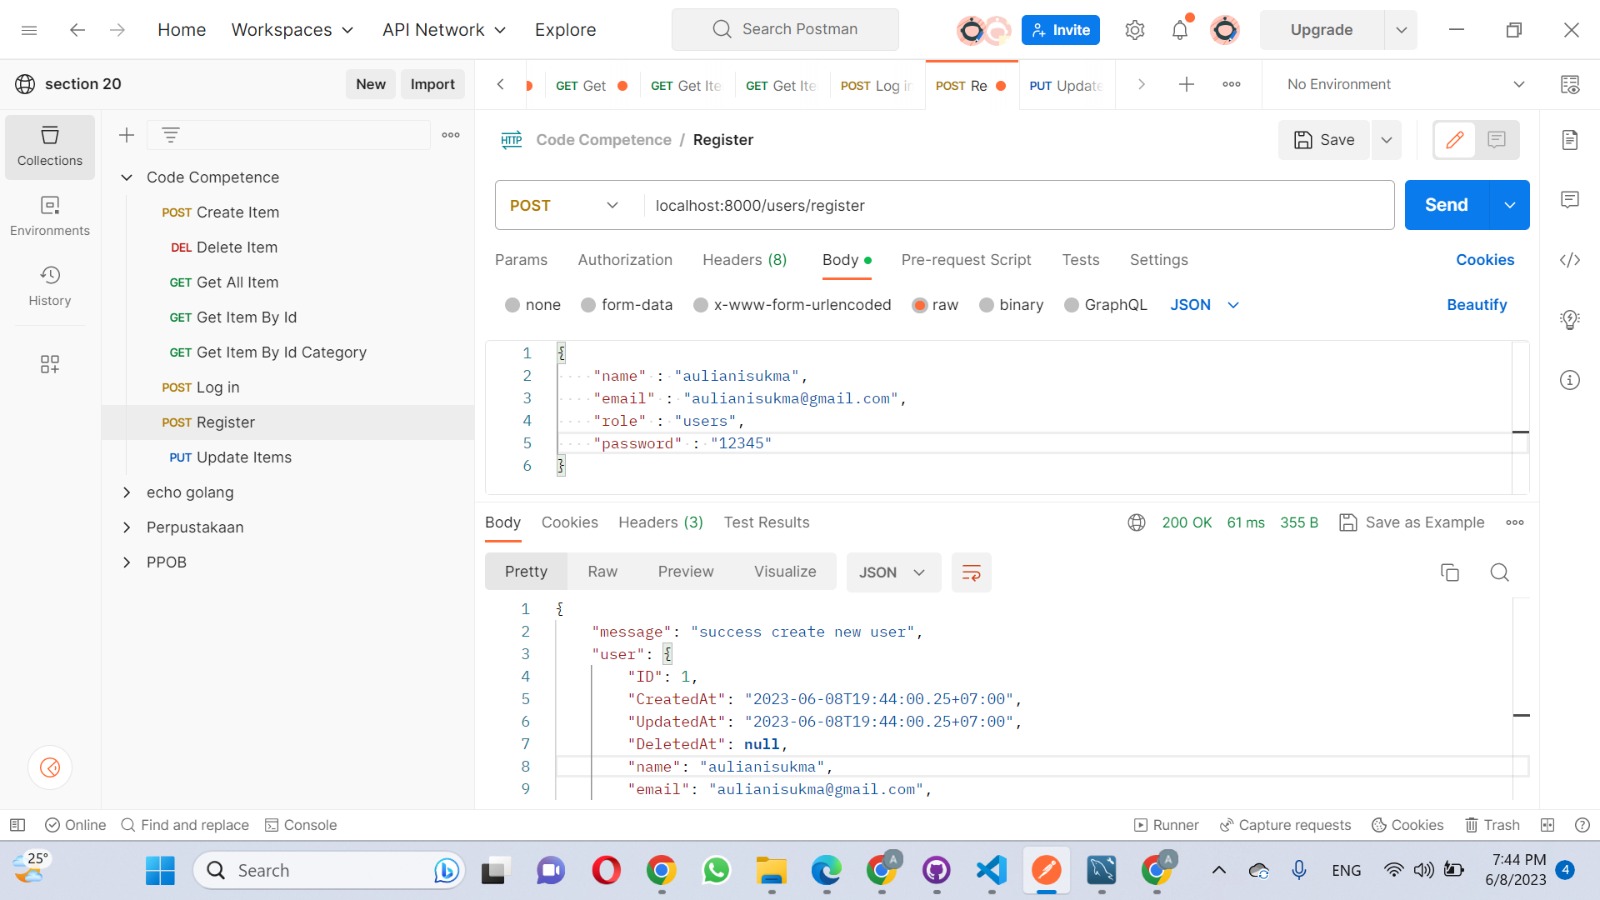 Home Workspaces API Network Explore Search Postman Invite Upgrade
section 20 New Import GET Get GET Get Ite GET Get Ite POST Log in POST Re PUT Update No Environment
Collections
Environments
History
Code Competence
POST Create Item
DEL Delete Item
GET Get All Item
GET Get Item By Id
GET Get Item By Id Category
POST Log in
POST Register
PUT Update Items
echo golang
Perpustakaan
PPOB
HTTP Code Competence / Register Save
POST localhost:8000/users/register Send
Params Authorization Headers (8) Body Pre-request Script Tests Settings Cookies
none form-data x-www-form-urlencoded raw binary GraphQL JSON Beautify
1 {
2 "name" : "aulianisukma",
3 "email" : "aulianisukma@gmail.com",
4 "role" : "users",
5 "password" : "12345"
6 }
Body Cookies Headers (3) Test Results 200 OK 61 ms 355 B Save as Example
Pretty Raw Preview Visualize JSON
1 {
2 "message": "success create new user",
3 "user": {
4 "ID": 1,
5 "CreatedAt": "2023-06-08T19:44:00.25+07:00",
6 "UpdatedAt": "2023-06-08T19:44:00.25+07:00",
7 "DeletedAt": null,
8 "name": "aulianisukma",
9 "email": "aulianisukma@gmail.com",
Online Find and replace Console Runner Capture requests Cookies Trash
25° Search A A ENG 7:44 PM 4
6/8/2023